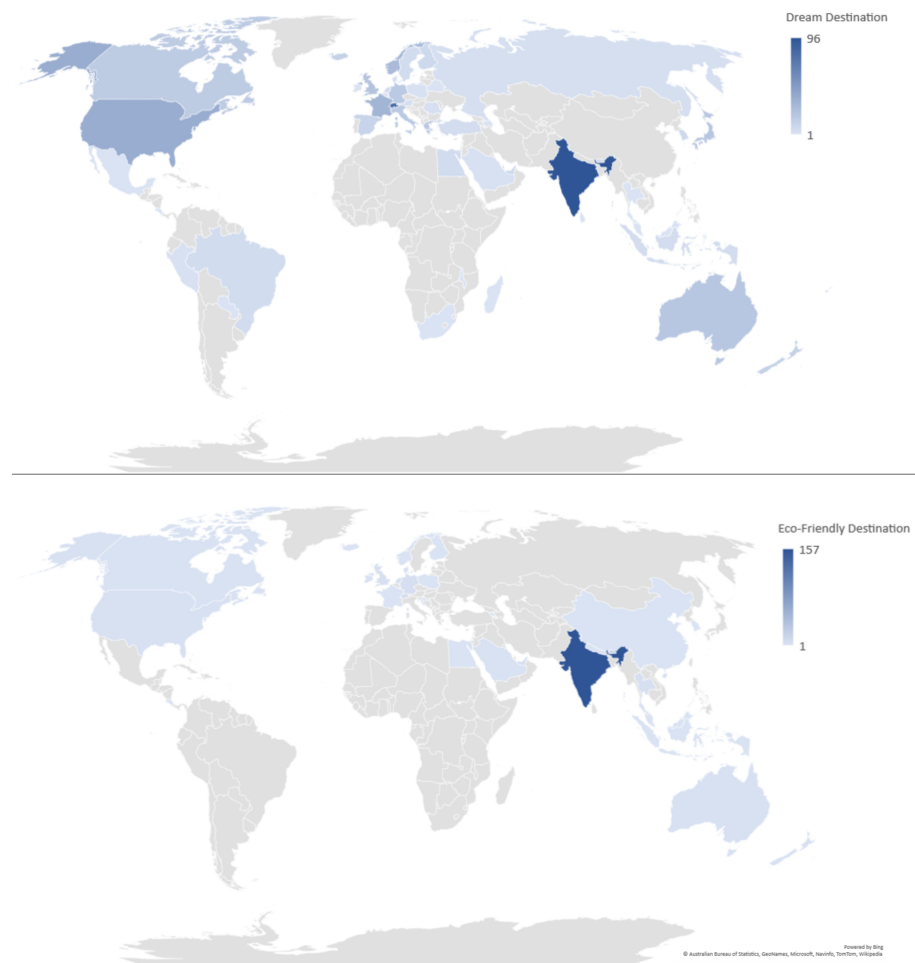 Dream Destination
96
1
Eco-Friendly Destination
157
1
Powered by Bing
© Australian Bureau of Statistics, GeoNames, Microsoft, Navinfo, TomTom, Wikipedia